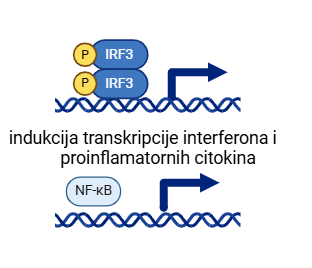 P IRF3
P IRF3
indukcija transkripcije interferona i
proinflamatornih citokina
NF-κB